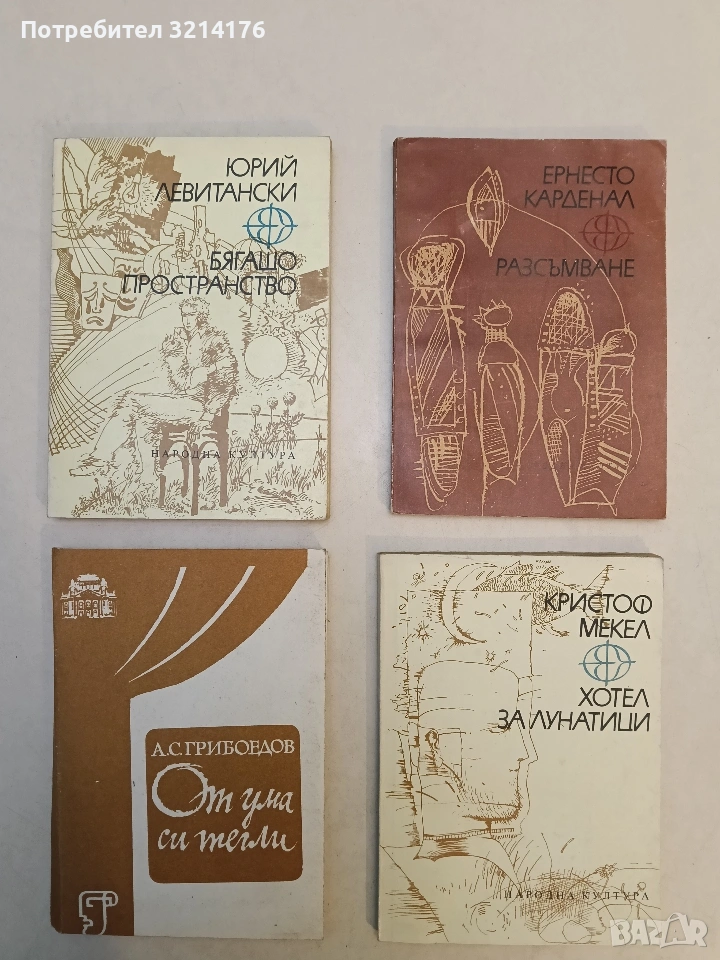 Потребител 3214176
ЮРИЙ
ЛЕВИТАНСКИ
БЯГАЩО
ПРОСТРАНСТВО
НАРОДНА КУЛТУРА
ЕРНЕСТО
КАРДЕНАЛ
РАЗСЪМВАНЕ
А.С.ГРИБОЕДОВ
От ума
си тегли
КРИСТОФ
МЕКЕЛ
ХОТЕЛ
ЗА ЛУНАТИЦИ
НАРОДНА КУЛТУРА
BAZAR